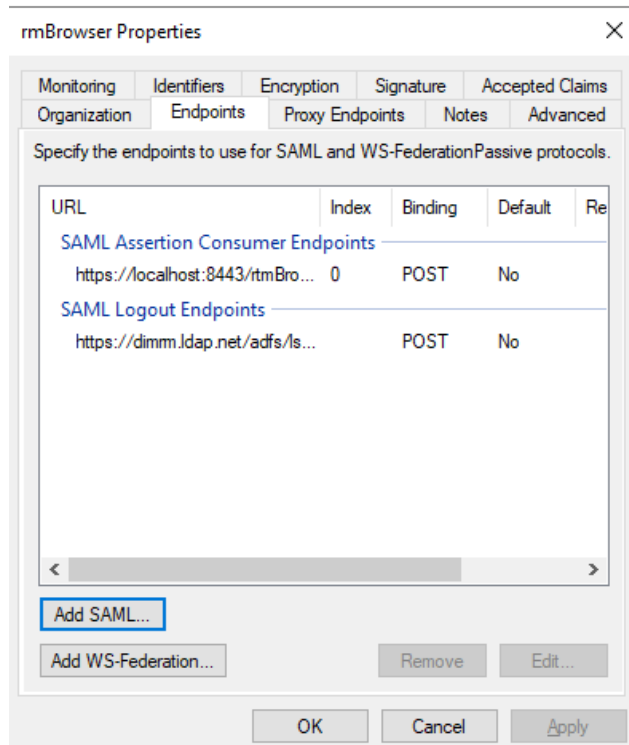 rmBrowser Properties
Monitoring Identifiers Encryption Signature Accepted Claims
Organization Endpoints Proxy Endpoints Notes Advanced
Specify the endpoints to use for SAML and WS-FederationPassive protocols.
URL Index Binding Default Re
SAML Assertion Consumer Endpoints
https://localhost:8443/rtmBro... 0 POST No
SAML Logout Endpoints
https://dimrm.ldap.net/adfs/ls... POST No
Add SAML...
Add WS-Federation... Remove Edit...
OK Cancel Apply